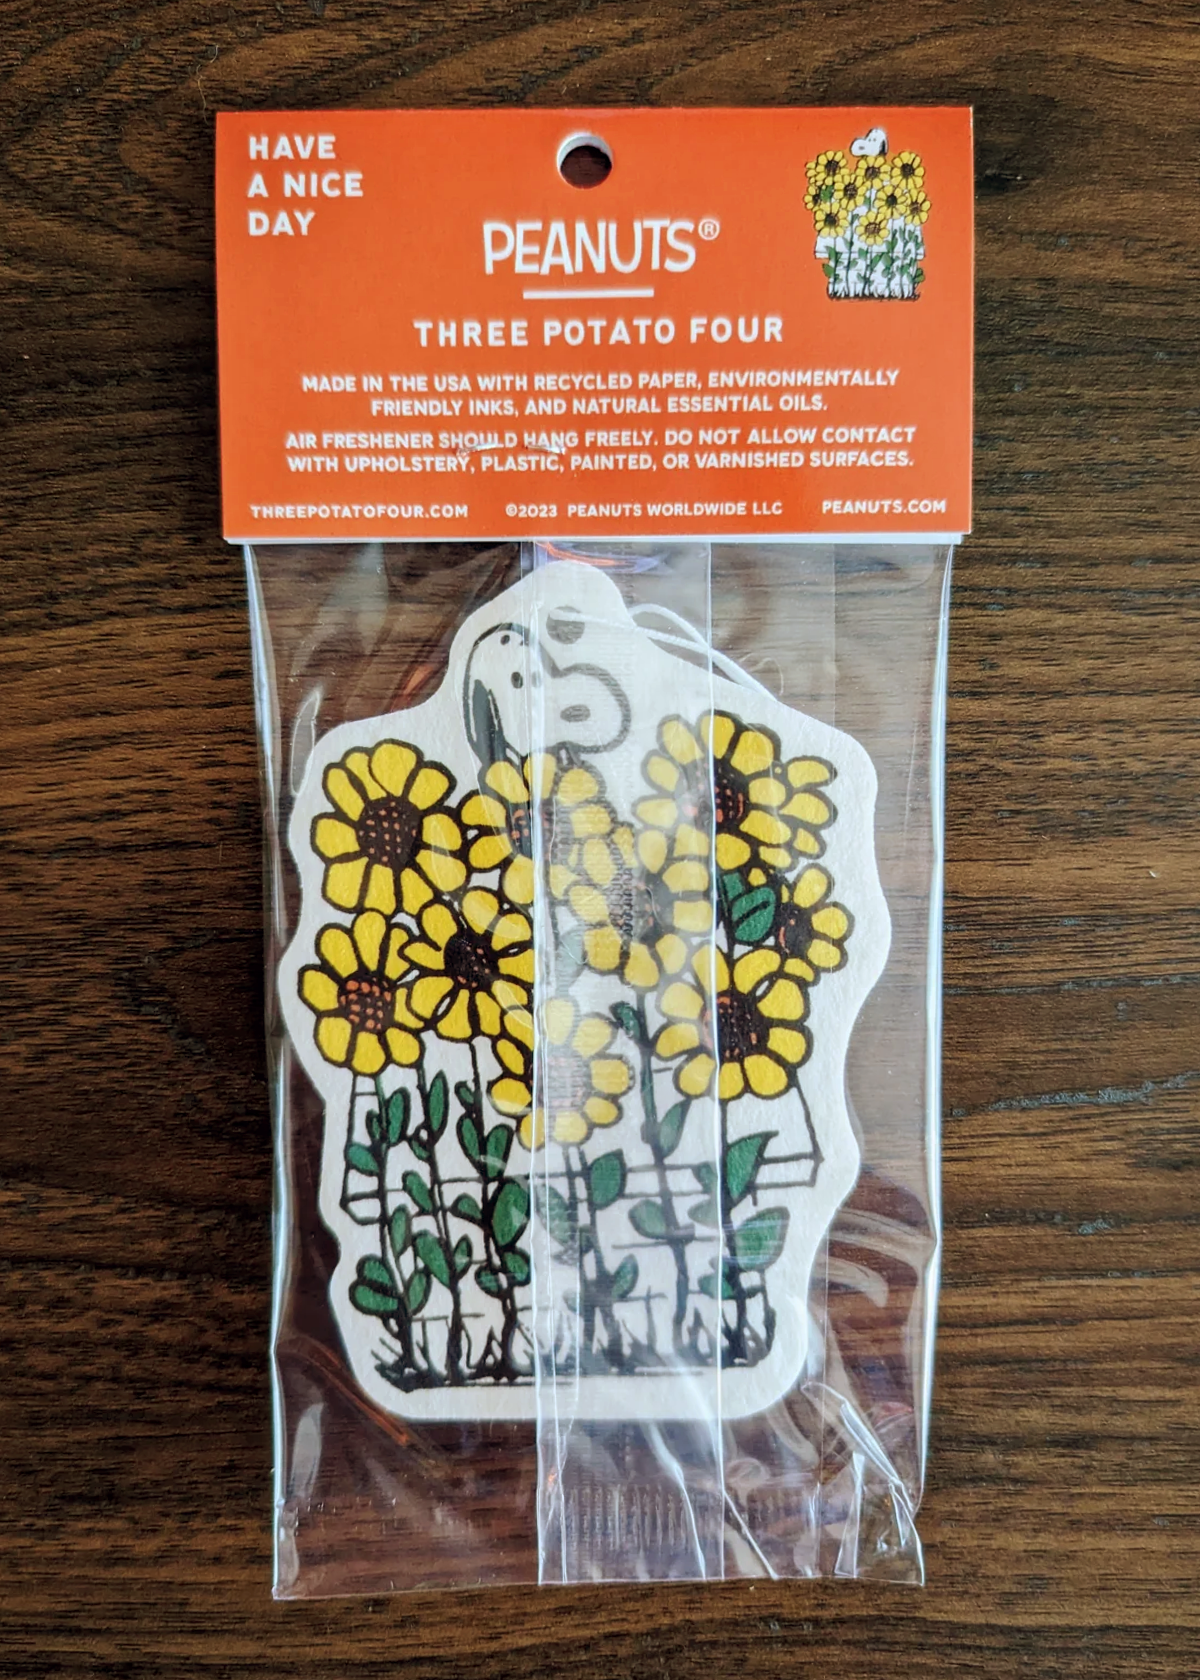 HAVE
A NICE
DAY
PEANUTS®
THREE POTATO FOUR
MADE IN THE USA WITH RECYCLED PAPER, ENVIRONMENTALLY
FRIENDLY INKS, AND NATURAL ESSENTIAL OILS.
AIR FRESHENER SHOULD HANG FREELY. DO NOT ALLOW CONTACT
WITH UPHOLSTERY, PLASTIC, PAINTED, OR VARNISHED SURFACES.
THREEPOTATOFOUR.COM ©2023 PEANUTS WORLDWIDE LLC PEANUTS.COM